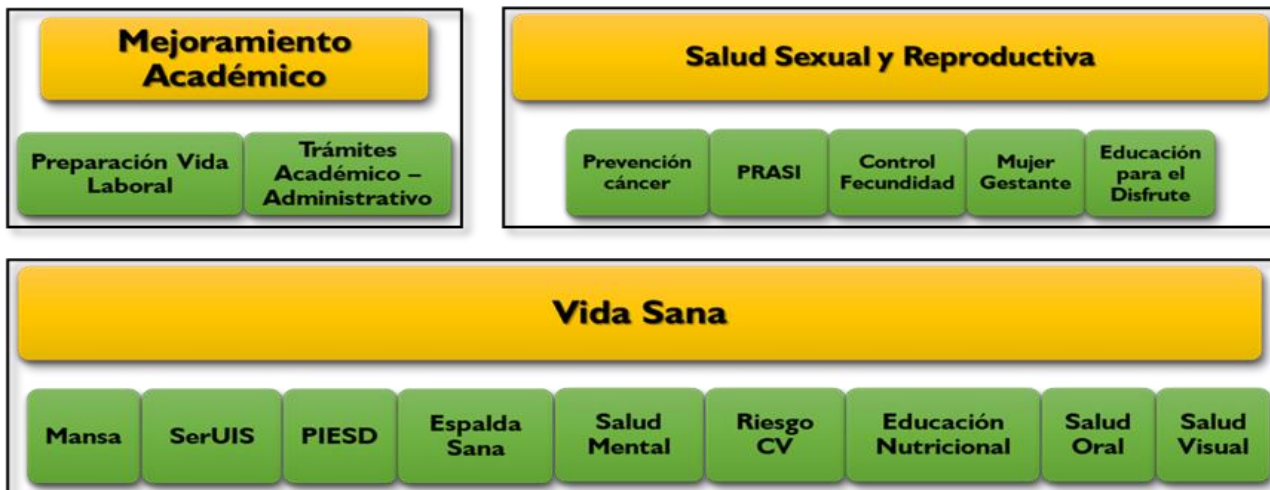 Mejoramiento
Académico
Preparación Vida
Laboral
Trámites
Académico –
Administrativo
Salud Sexual y Reproductiva
Prevención
cáncer
PRASI
Control
Fecundidad
Mujer
Gestante
Educación
para el
Disfrute
Vida Sana
Mansa
SerUIS
PIESD
Espalda
Sana
Salud
Mental
Riesgo
CV
Educación
Nutricional
Salud
Oral
Salud
Visual